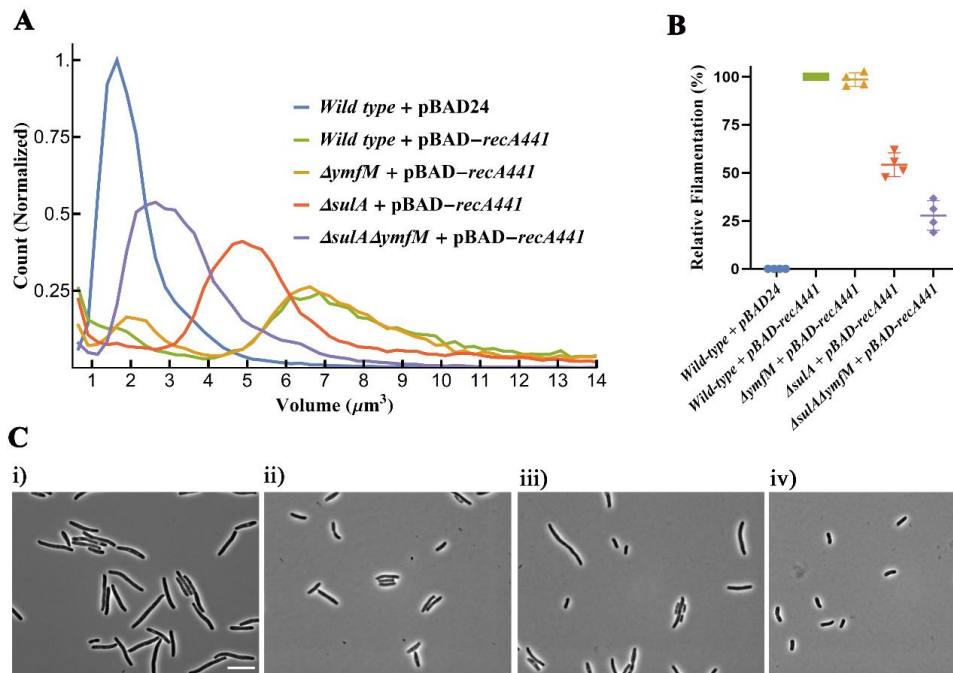 A
1.
0.75
0.5
0.25
Count (Normalized)
Wild type + pBAD24
Wild type + pBAD-recA441
ΔymfM + pBAD-recA441
ΔsulA + pBAD-recA441
ΔsulAΔymfM + pBAD-recA441
1 2 3 4 5 6 7 8 9 10 11 12 13 14
Volume (μm³)
B
Relative Filamentation (%)
100
75
50
25
0
Wild-type + pBAD24
Wild-type + pBAD-recA441
ΔymfM + pBAD-recA441
ΔsulA + pBAD-recA441
ΔsulAΔymfM + pBAD-recA441
C
i) ii) iii) iv)